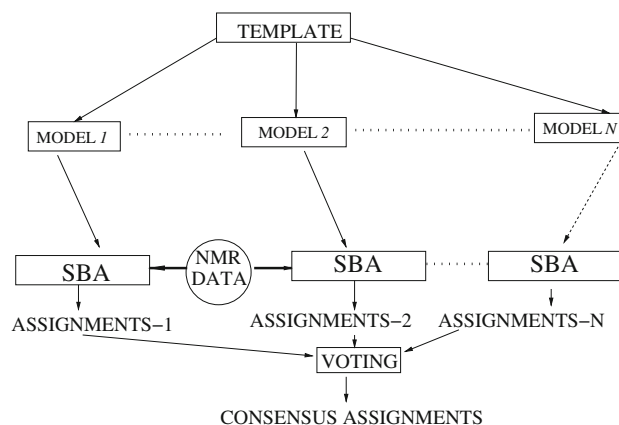 TEMPLATE
MODEL 1
MODEL 2
MODEL N
NMR
DATA
SBA
SBA
SBA
ASSIGNMENTS−1
ASSIGNMENTS−2
ASSIGNMENTS−N
VOTING
CONSENSUS ASSIGNMENTS